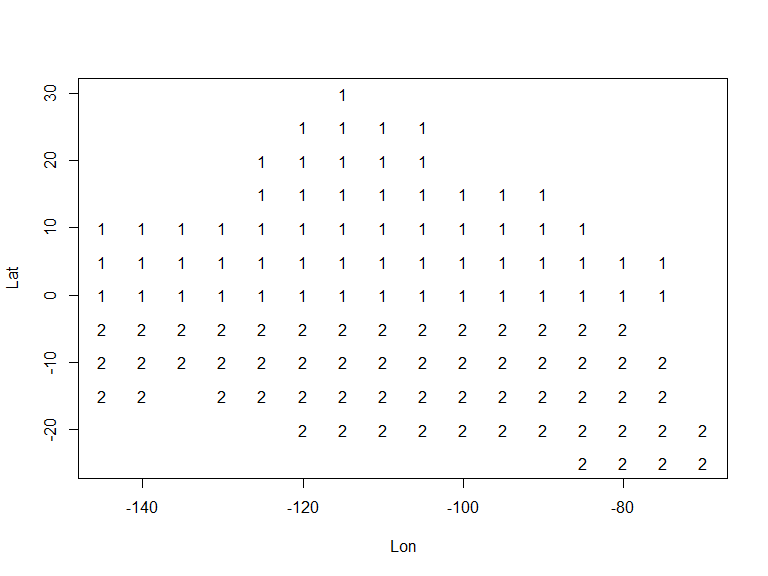 30 1
1 1 1 1
20 1 1 1 1 1
1 1 1 1 1 1 1 1
10 1 1 1 1 1 1 1 1 1 1 1 1 1
1 1 1 1 1 1 1 1 1 1 1 1 1 1 1
0 1 1 1 1 1 1 1 1 1 1 1 1 1 1 1
2 2 2 2 2 2 2 2 2 2 2 2 2 2
-10 2 2 2 2 2 2 2 2 2 2 2 2 2 2 2
2 2 2 2 2 2 2 2 2 2 2 2 2 2
-20 2 2 2 2 2 2 2 2 2 2 2
2 2 2 2
Lat
-140 -120 -100 -80
Lon